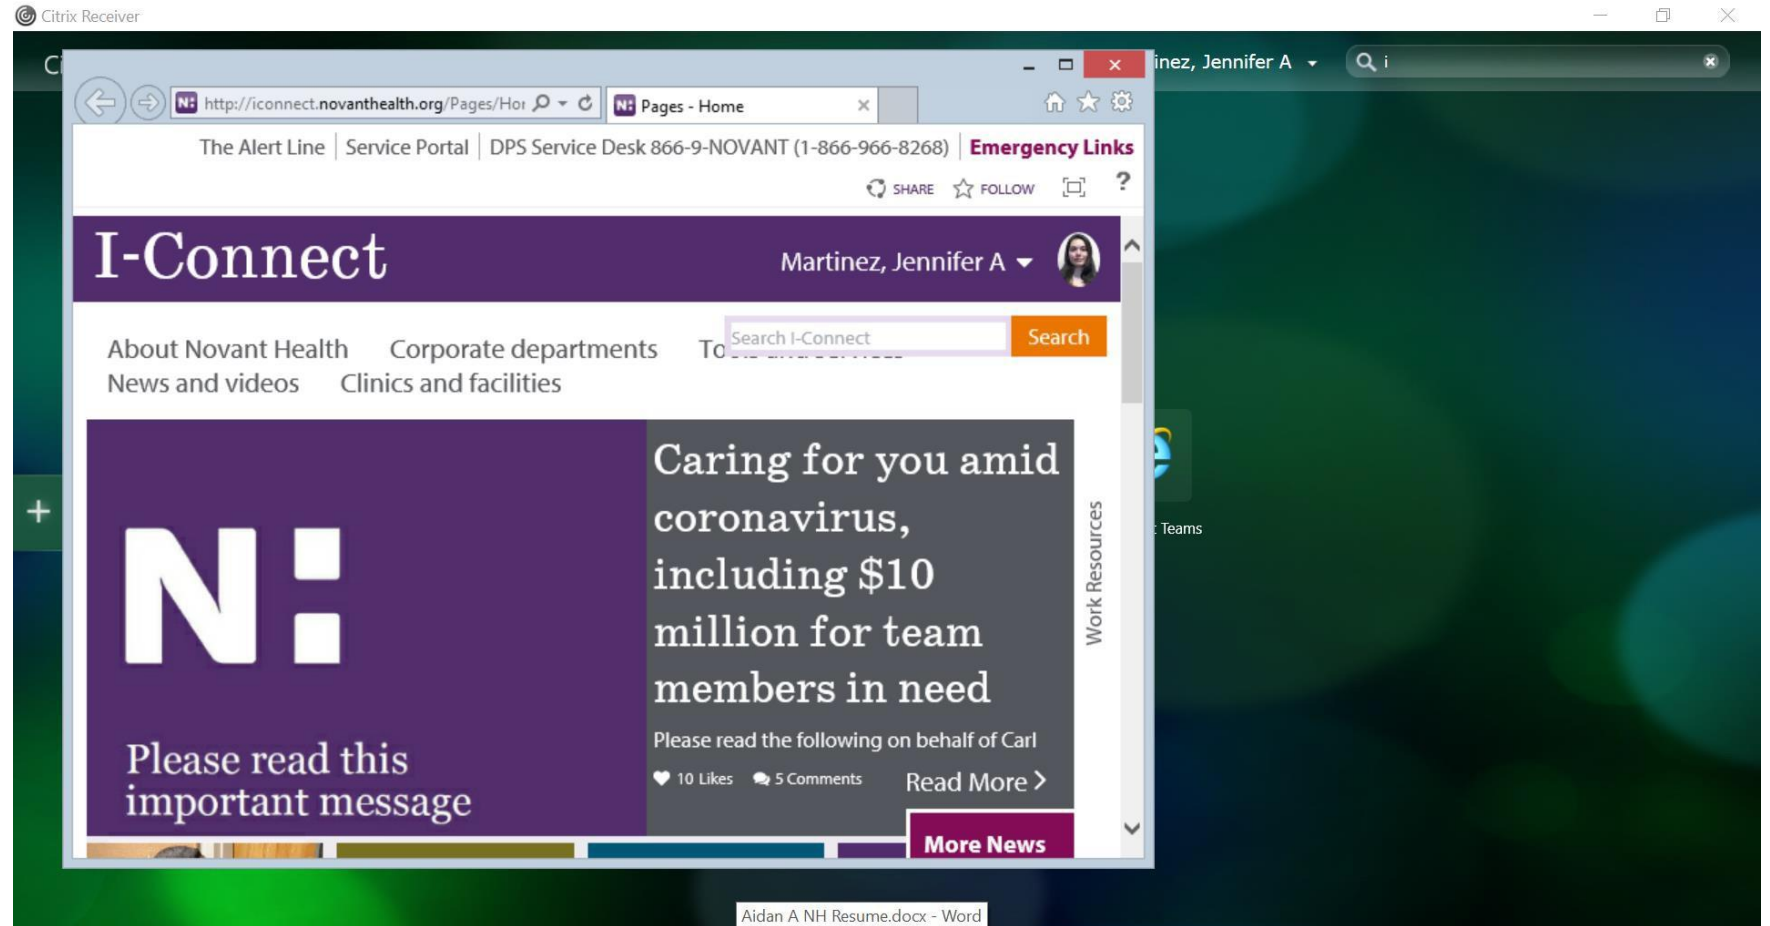 Citrix Receiver
Ci
inez, Jennifer A
i
http://iconnect.novanthealth.org/Pages/Hor
N:
Pages - Home
The Alert Line | Service Portal | DPS Service Desk 866-9-NOVANT (1-866-966-8268) | Emergency Links
SHARE FOLLOW ?
I-Connect
Martinez, Jennifer A
Search I-Connect
Search
About Novant Health Corporate departments
News and videos Clinics and facilities
N:
Please read this
important message
Caring for you amid
coronavirus,
including $10
million for team
members in need
Please read the following on behalf of Carl
10 Likes 5 Comments Read More >
More News
Work Resources
Teams
Aidan A NH Resume.docx - Word